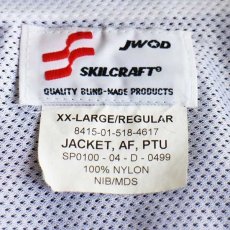 JWOD
SKILCRAFT®
QUALITY BLIND-MADE PRODUCTS
XX-LARGE/REGULAR
8415-01-518-4617
JACKET, AF, PTU
SP0100 - 04 - D - 0499
100% NYLON
NIB/MDS